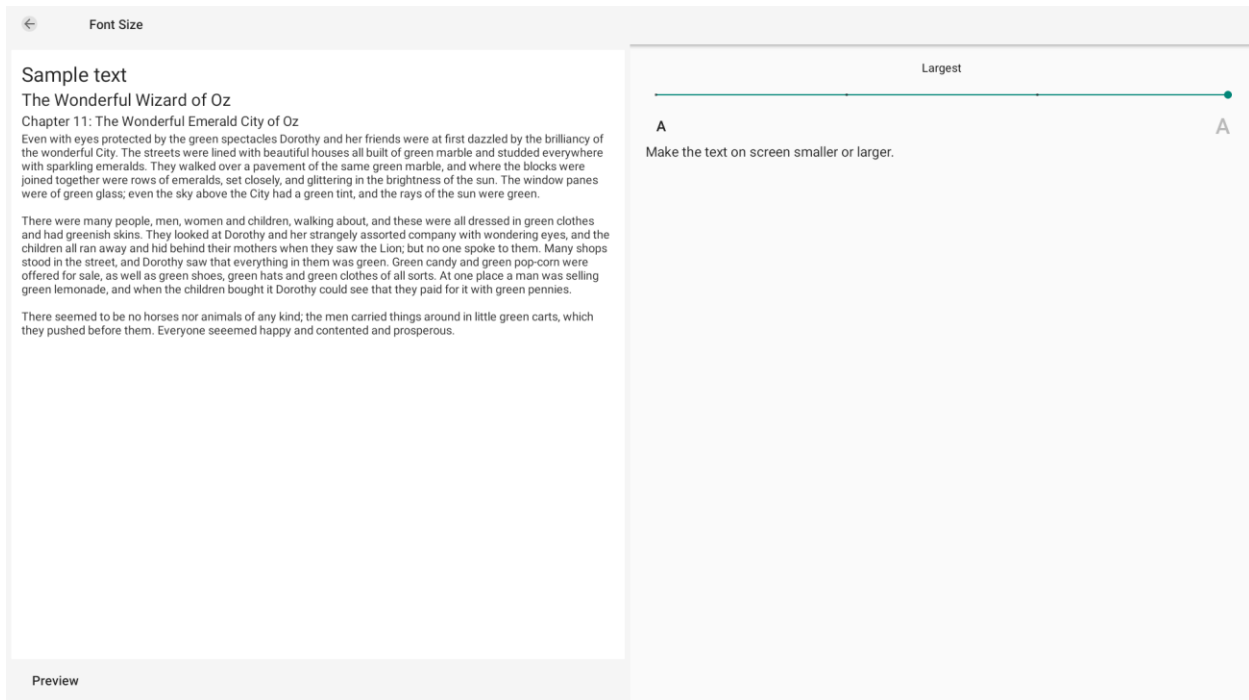 Font Size
Sample text
The Wonderful Wizard of Oz
Chapter 11: The Wonderful Emerald City of Oz
Even with eyes protected by the green spectacles Dorothy and her friends were at first dazzled by the brilliancy of
the wonderful City. The streets were lined with beautiful houses all built of green marble and studded everywhere
with sparkling emeralds. They walked over a pavement of the same green marble, and where the blocks were
joined together were rows of emeralds, set closely, and glittering in the brightness of the sun. The window panes
were of green glass; even the sky above the City had a green tint, and the rays of the sun were green.
There were many people, men, women and children, walking about, and these were all dressed in green clothes
and had greenish skins. They looked at Dorothy and her strangely assorted company with wondering eyes, and the
children all ran away and hid behind their mothers when they saw the Lion; but no one spoke to them. Many shops
stood in the street, and Dorothy saw that everything in them was green. Green candy and green pop-corn were
offered for sale, as well as green shoes, green hats and green clothes of all sorts. At one place a man was selling
green lemonade, and when the children bought it Dorothy could see that they paid for it with green pennies.
There seemed to be no horses nor animals of any kind; the men carried things around in little green carts, which
they pushed before them. Everyone seeemed happy and contented and prosperous.
Preview
Largest
A A
Make the text on screen smaller or larger.